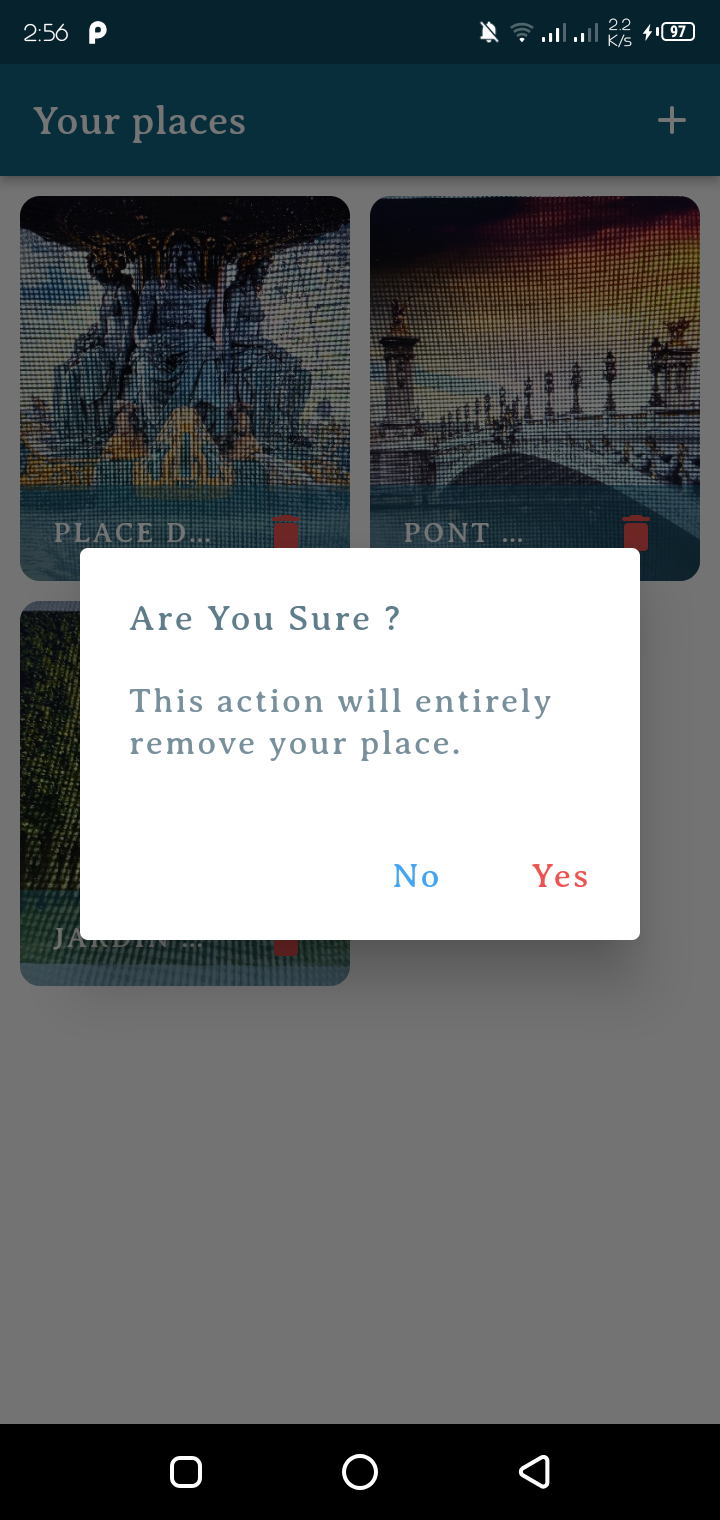 2:56
2.2
K/s
97
Your places
PLACE D...
PONT ...
Are You Sure ?
This action will entirely
remove your place.
No
Yes
JARDIN ...